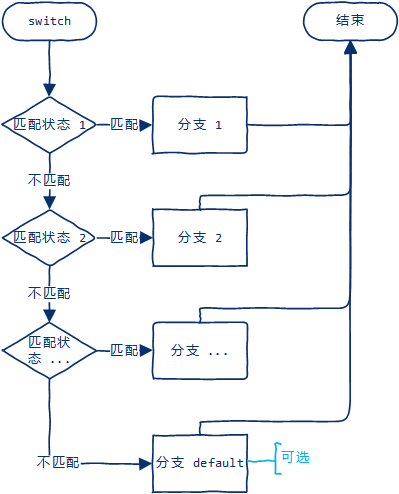 switch
结束
匹配状态 1
匹配
分支 1
不匹配
匹配状态 2
匹配
分支 2
不匹配
匹配状
态 ...
匹配
分支 ...
不匹配
分支 default
可选